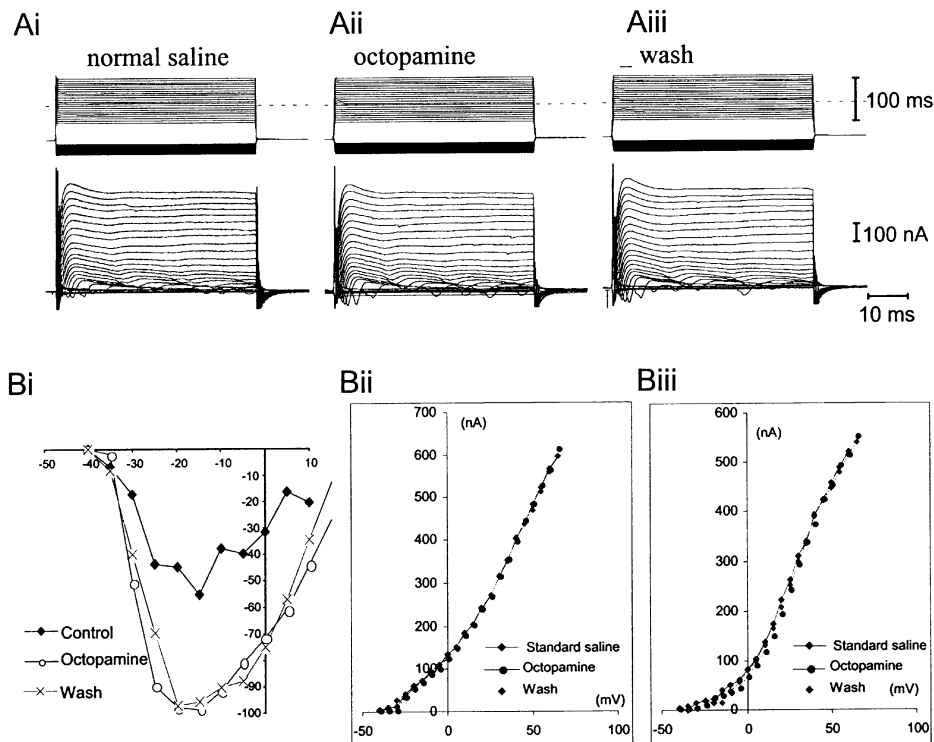 Ai
Aii
Aiii
normal saline
octopamine
_ wash
100 ms
100 nA
10 ms
Bi
Bii
Biii
-50 -40 -30 -20 -10 0 10
-10
-20
-30
-40
-50
-60
-70
-80
-90
-100
Control
Octopamine
Wash
700
600
500
400
300
200
100
0
(nA)
Standard saline
Octopamine
Wash
(mV)
-50 0 50 100
600
500
400
300
200
100
0
(nA)
Standard saline
Octopamine
Wash
(mV)
-50 0 50 100